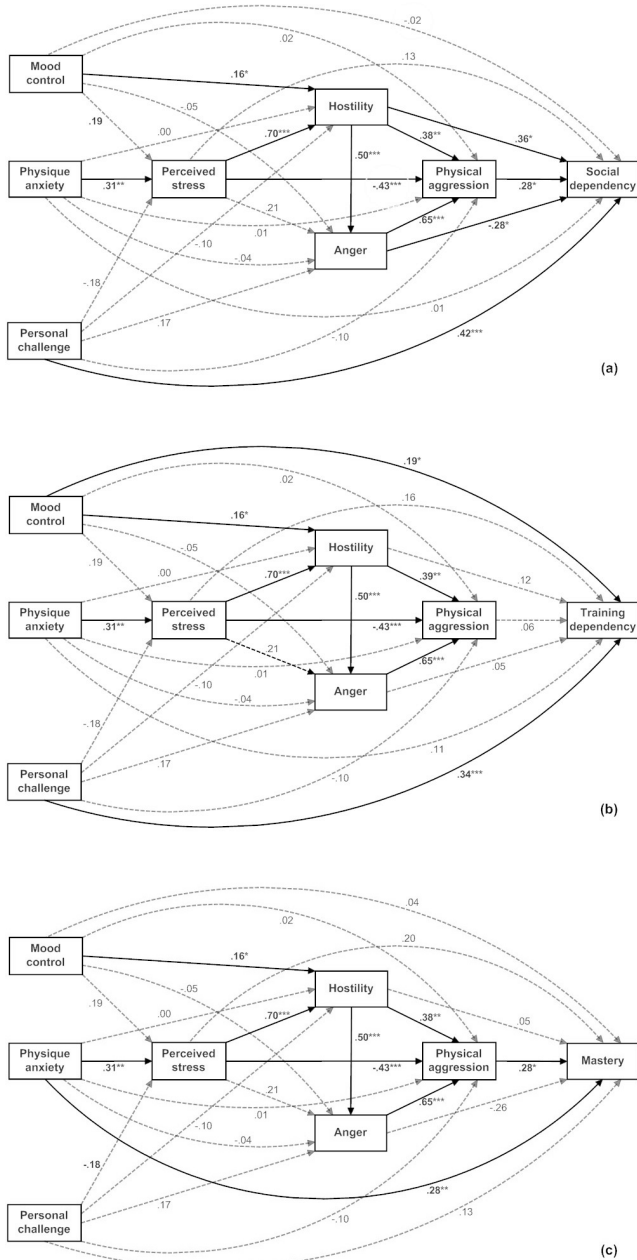 -.02
.02
.13
Mood
control
.16*
Hostility
-.05
.19
.00
.70***
.38**
.36*
.50***
Physique
anxiety
.31**
Perceived
stress
-.43***
Physical
aggression
.28*
Social
dependency
.21
.01
.65***
-.28*
-.10
-.04
Anger
-.18
.17
.01
Personal
challenge
-.10
.42***
(a)
.19*
.02
.16
Mood
control
.16*
Hostility
-.05
.19
.00
.70***
.39**
.12
.50***
Physique
anxiety
.31**
Perceived
stress
-.43***
Physical
aggression
.06
Training
dependency
.21
.01
.65***
.05
-.10
-.04
Anger
-.18
.17
.11
Personal
challenge
-.10
.34***
(b)
.04
.02
.20
Mood
control
.16*
Hostility
-.05
.19
.00
.70***
.38**
.05
.50***
Physique
anxiety
.31**
Perceived
stress
-.43***
Physical
aggression
.28*
Mastery
.21
.01
.65***
-.26
-.10
-.04
Anger
-.18
.17
.28**
Personal
challenge
-.10
.13
(c)